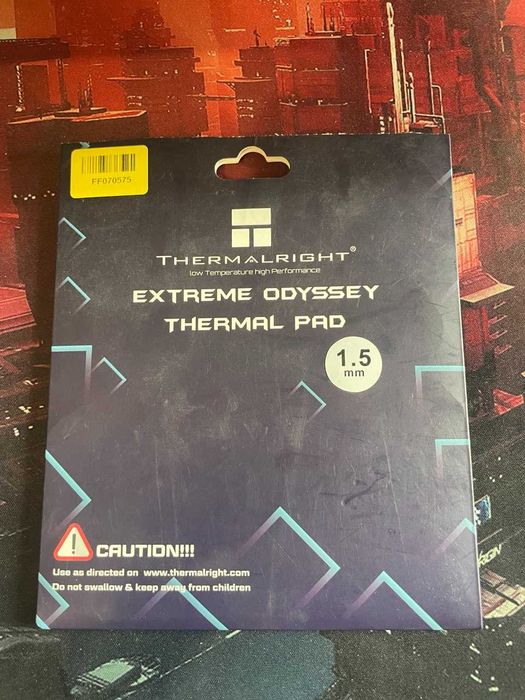 FF070575
THERMALRIGHT®
low Temperature high Performance
EXTREME ODYSSEY
THERMAL PAD
1.5
mm
CAUTION!!!
Use as directed on www.thermalright.com
Do not swallow & keep away from children